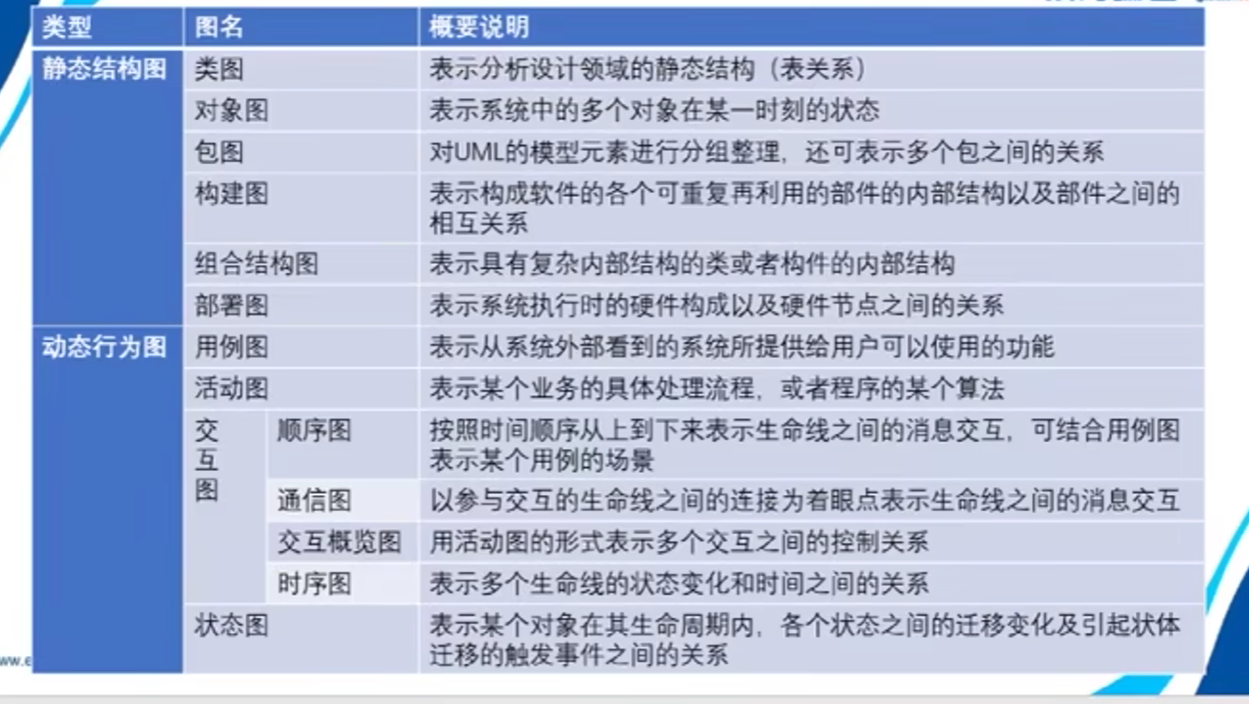 类型 图名 概要说明
静态结构图 类图 表示分析设计领域的静态结构（表关系）
对象图 表示系统中的多个对象在某一时刻的状态
包图 对UML的模型元素进行分组整理，还可表示多个包之间的关系
构建图 表示构成软件的各个可重复再利用的部件的内部结构以及部件之间的
相互关系
组合结构图 表示具有复杂内部结构的类或者构件的内部结构
部署图 表示系统执行时的硬件构成以及硬件节点之间的关系
动态行为图 用例图 表示从系统外部看到的系统所提供给用户可以使用的功能
活动图 表示某个业务的具体处理流程，或者程序的某个算法
交互图 顺序图 按照时间顺序从上到下来表示生命线之间的消息交互，可结合用例图
表示某个用例的场景
通信图 以参与交互的生命线之间的连接为着眼点表示生命线之间的消息交互
交互概览图 用活动图的形式表示多个交互之间的控制关系
时序图 表示多个生命线的状态变化和时间之间的关系
状态图 表示某个对象在其生命周期内，各个状态之间的迁移变化及引起状体
迁移的触发事件之间的关系